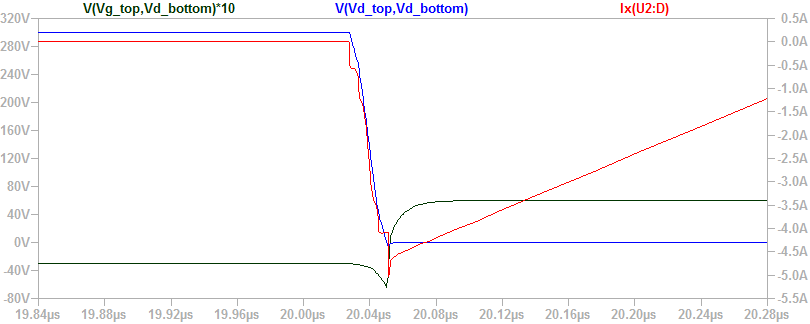 V(Vg_top,Vd_bottom)*10 V(Vd_top,Vd_bottom) Ix(U2:D)
320V 0.5A
280V 0.0A
240V -0.5A
200V -1.0A
160V -1.5A
120V -2.0A
80V -2.5A
40V -3.0A
0V -3.5A
-40V -4.0A
-80V -4.5A
-5.0A
-5.5A
19.84µs 19.88µs 19.92µs 19.96µs 20.00µs 20.04µs 20.08µs 20.12µs 20.16µs 20.20µs 20.24µs 20.28µs